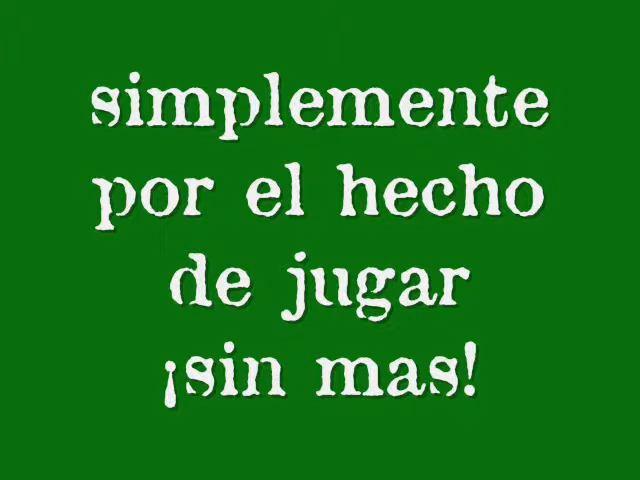 simplemente
por el hecho
de jugar
¡sin mas!